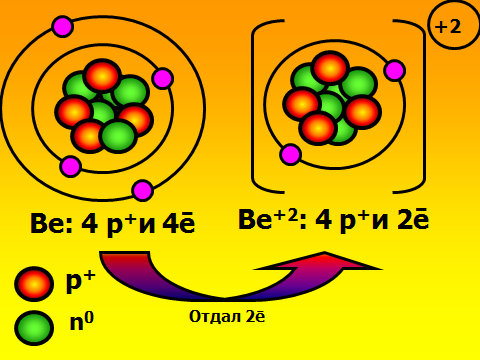 +2
Be: 4 p⁺и 4ē
Be⁺²: 4 p⁺и 2ē
p⁺
n⁰
Отдал 2ē